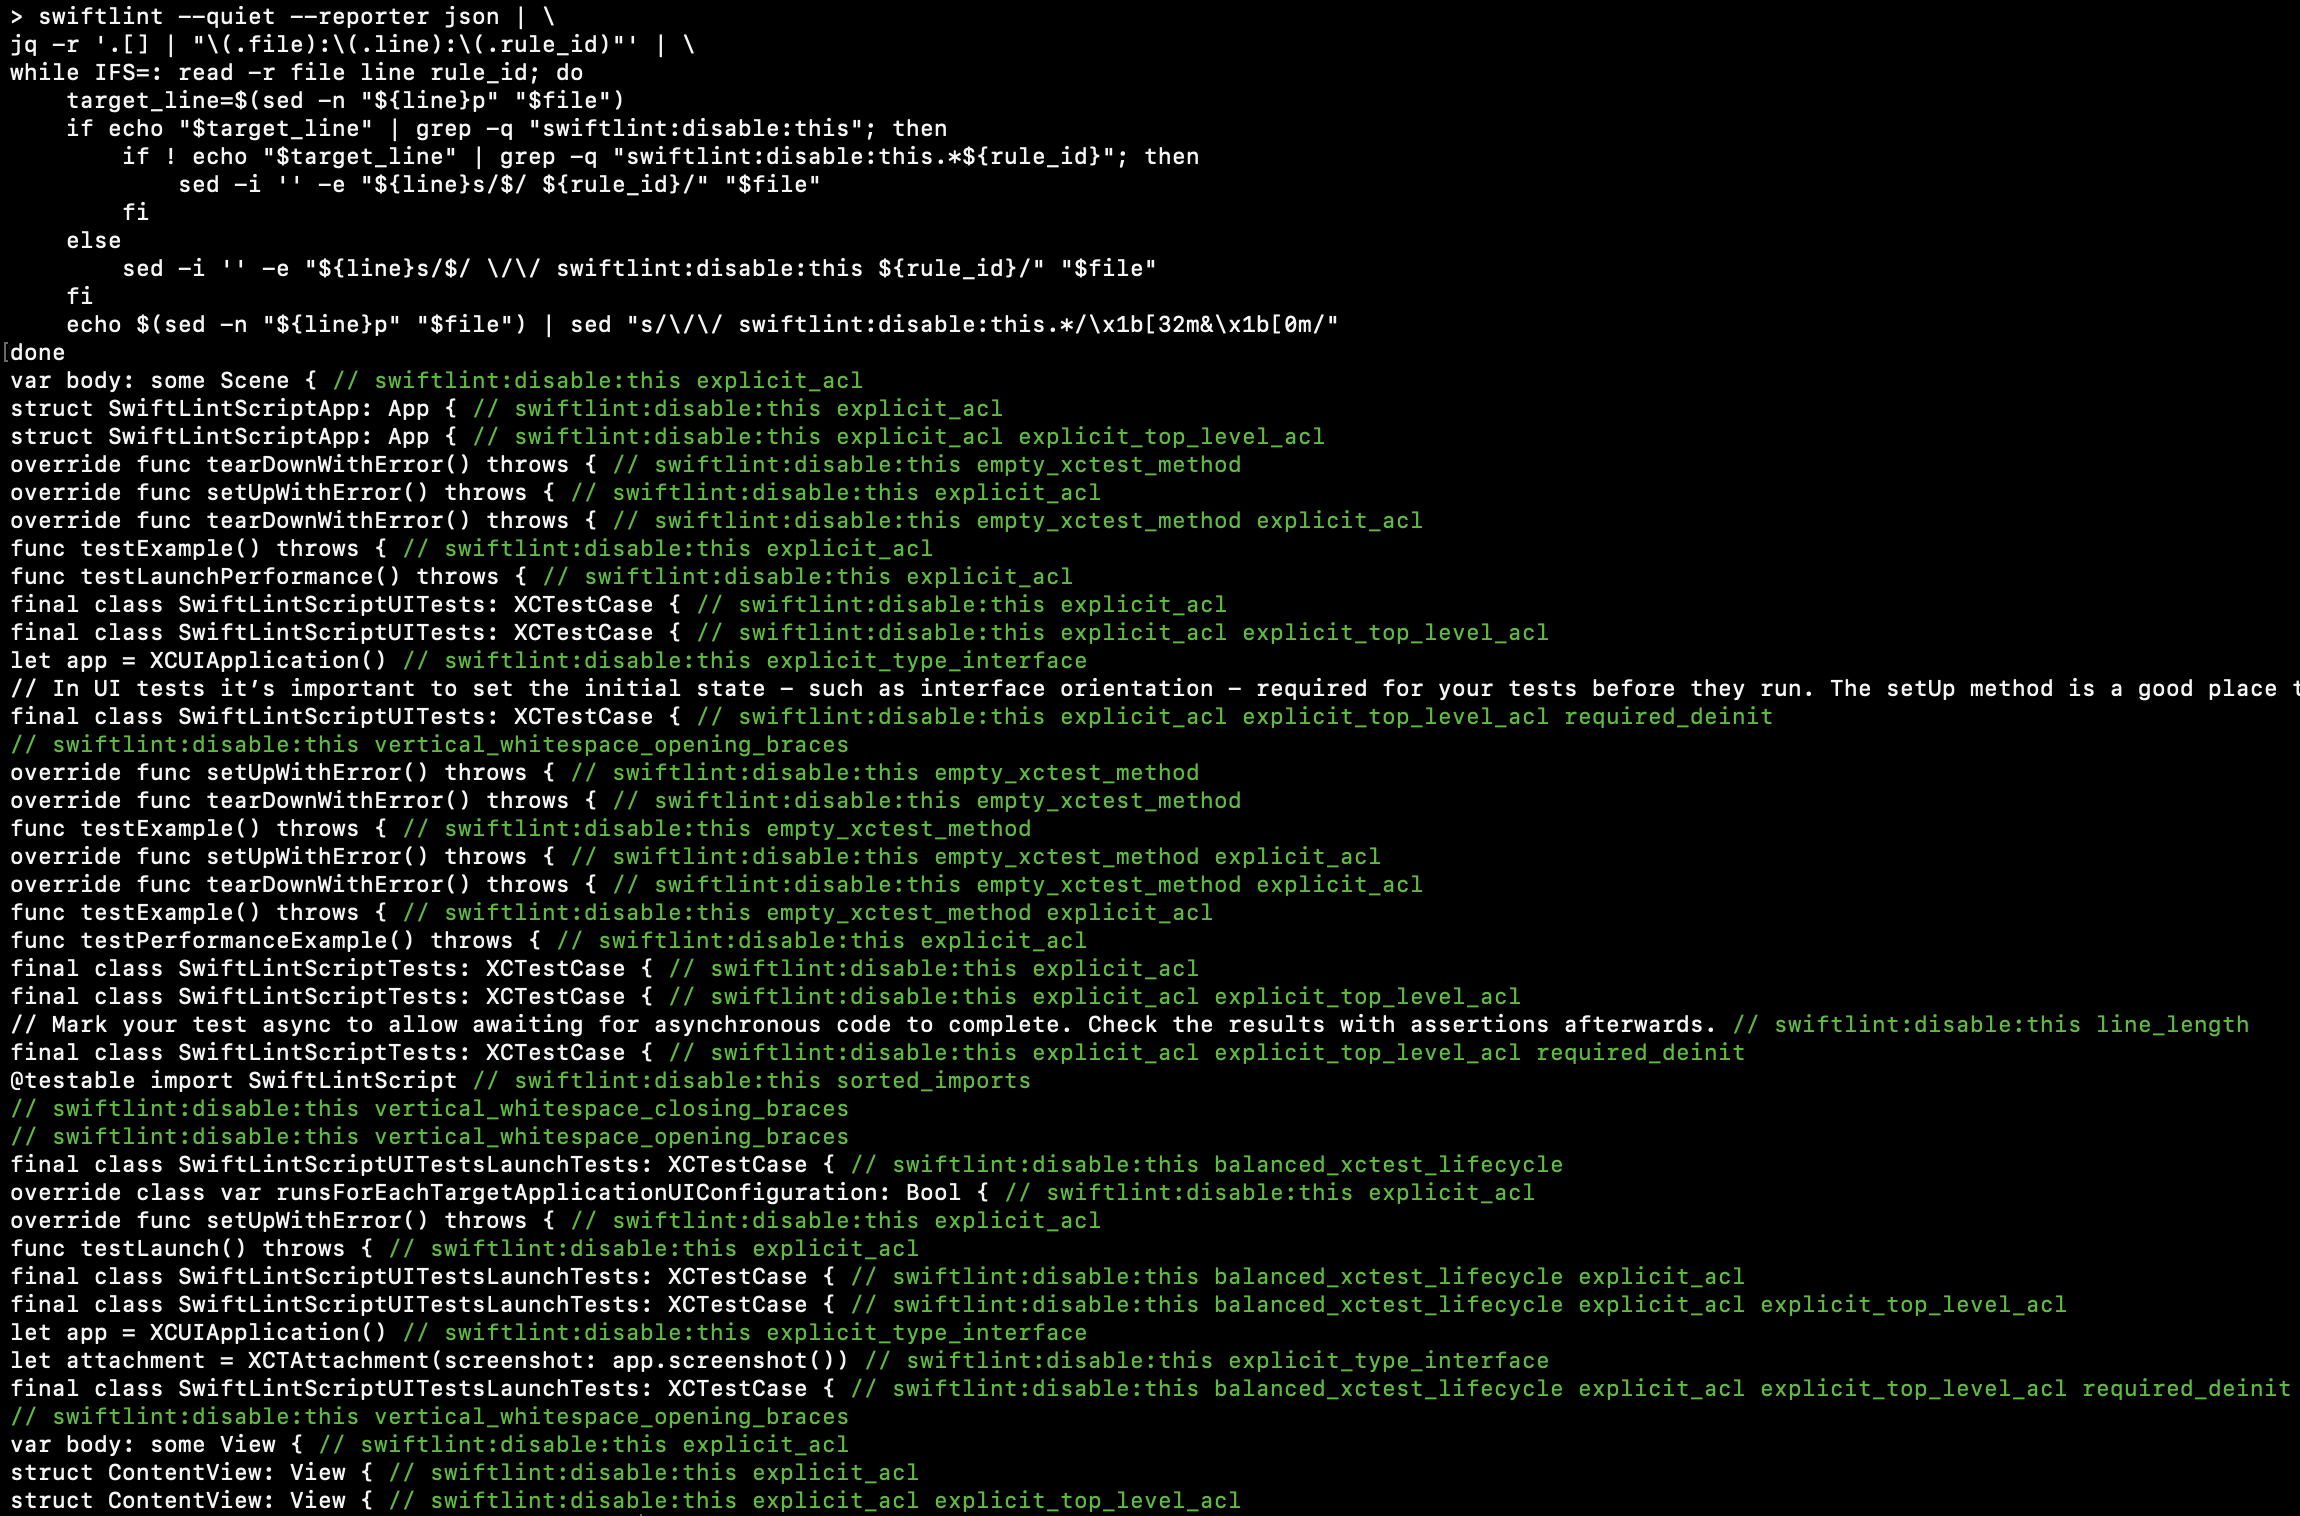 > swiftlint --quiet --reporter json | \
jq -r '.[] | "\(.file):\(.line):\(.rule_id)"' | \
while IFS=: read -r file line rule_id; do
    target_line=$(sed -n "${line}p" "$file")
    if echo "$target_line" | grep -q "swiftlint:disable:this"; then
        if ! echo "$target_line" | grep -q "swiftlint:disable:this.*${rule_id}"; then
            sed -i '' -e "${line}s/$/ ${rule_id}/" "$file"
        fi
    else
        sed -i '' -e "${line}s/$/ \/\/ swiftlint:disable:this ${rule_id}/" "$file"
    fi
    echo $(sed -n "${line}p" "$file") | sed "s/\/\/ swiftlint:disable:this.*/\x1b[32m&\x1b[0m/"
[done
var body: some Scene { // swiftlint:disable:this explicit_acl
struct SwiftLintScriptApp: App { // swiftlint:disable:this explicit_acl
struct SwiftLintScriptApp: App { // swiftlint:disable:this explicit_acl explicit_top_level_acl
override func tearDownWithError() throws { // swiftlint:disable:this empty_xctest_method
override func setUpWithError() throws { // swiftlint:disable:this explicit_acl
override func tearDownWithError() throws { // swiftlint:disable:this empty_xctest_method explicit_acl
func testExample() throws { // swiftlint:disable:this explicit_acl
func testLaunchPerformance() throws { // swiftlint:disable:this explicit_acl
final class SwiftLintScriptUITests: XCTestCase { // swiftlint:disable:this explicit_acl
final class SwiftLintScriptUITests: XCTestCase { // swiftlint:disable:this explicit_acl explicit_top_level_acl
let app = XCUIApplication() // swiftlint:disable:this explicit_type_interface
// In UI tests it’s important to set the initial state - such as interface orientation - required for your tests before they run. The setUp method is a good place t
final class SwiftLintScriptUITests: XCTestCase { // swiftlint:disable:this explicit_acl explicit_top_level_acl required_deinit
// swiftlint:disable:this vertical_whitespace_opening_braces
override func setUpWithError() throws { // swiftlint:disable:this empty_xctest_method
override func tearDownWithError() throws { // swiftlint:disable:this empty_xctest_method
func testExample() throws { // swiftlint:disable:this empty_xctest_method
override func setUpWithError() throws { // swiftlint:disable:this empty_xctest_method explicit_acl
override func tearDownWithError() throws { // swiftlint:disable:this empty_xctest_method explicit_acl
func testExample() throws { // swiftlint:disable:this empty_xctest_method explicit_acl
func testPerformanceExample() throws { // swiftlint:disable:this explicit_acl
final class SwiftLintScriptTests: XCTestCase { // swiftlint:disable:this explicit_acl
final class SwiftLintScriptTests: XCTestCase { // swiftlint:disable:this explicit_acl explicit_top_level_acl
// Mark your test async to allow awaiting for asynchronous code to complete. Check the results with assertions afterwards. // swiftlint:disable:this line_length
final class SwiftLintScriptTests: XCTestCase { // swiftlint:disable:this explicit_acl explicit_top_level_acl required_deinit
@testable import SwiftLintScript // swiftlint:disable:this sorted_imports
// swiftlint:disable:this vertical_whitespace_closing_braces
// swiftlint:disable:this vertical_whitespace_opening_braces
final class SwiftLintScriptUITestsLaunchTests: XCTestCase { // swiftlint:disable:this balanced_xctest_lifecycle
override class var runsForEachTargetApplicationUIConfiguration: Bool { // swiftlint:disable:this explicit_acl
override func setUpWithError() throws { // swiftlint:disable:this explicit_acl
func testLaunch() throws { // swiftlint:disable:this explicit_acl
final class SwiftLintScriptUITestsLaunchTests: XCTestCase { // swiftlint:disable:this balanced_xctest_lifecycle explicit_acl
final class SwiftLintScriptUITestsLaunchTests: XCTestCase { // swiftlint:disable:this balanced_xctest_lifecycle explicit_acl explicit_top_level_acl
let app = XCUIApplication() // swiftlint:disable:this explicit_type_interface
let attachment = XCTAttachment(screenshot: app.screenshot()) // swiftlint:disable:this explicit_type_interface
final class SwiftLintScriptUITestsLaunchTests: XCTestCase { // swiftlint:disable:this balanced_xctest_lifecycle explicit_acl explicit_top_level_acl required_deinit
// swiftlint:disable:this vertical_whitespace_opening_braces
var body: some View { // swiftlint:disable:this explicit_acl
struct ContentView: View { // swiftlint:disable:this explicit_acl
struct ContentView: View { // swiftlint:disable:this explicit_acl explicit_top_level_acl